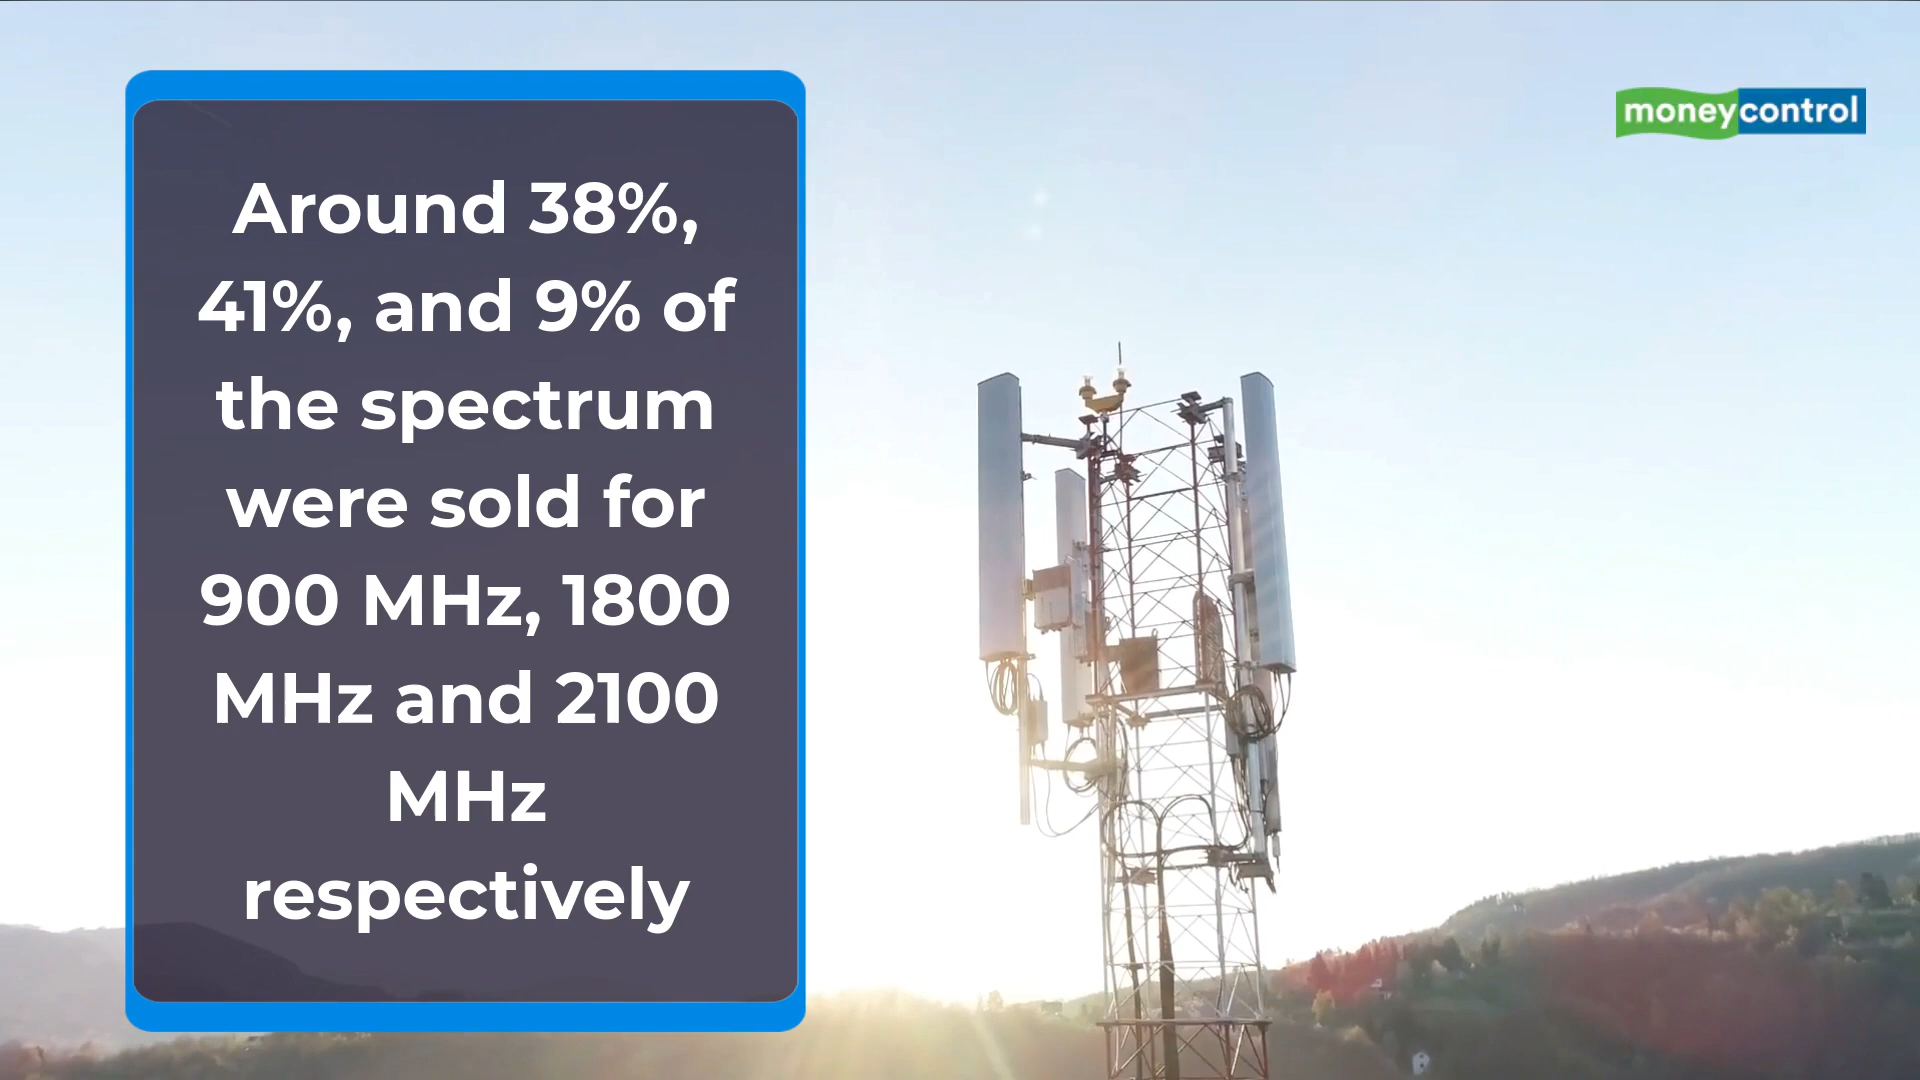 moneycontrol
Around 38%,
41%, and 9% of
the spectrum
were sold for
900 MHz, 1800
MHz and 2100
MHz
respectively